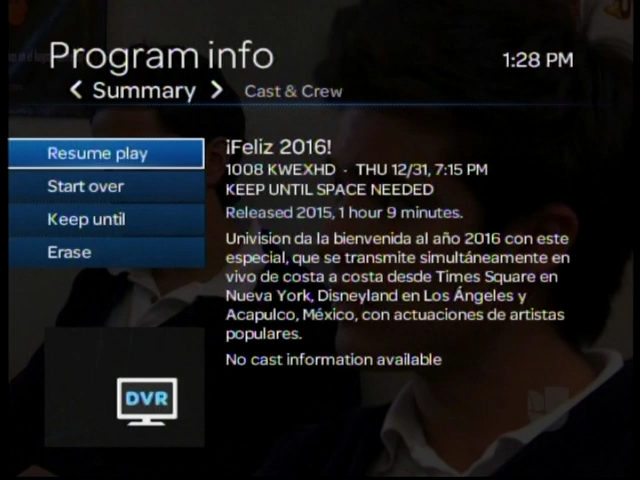 Program info
1:28 PM
Summary
Cast & Crew
Resume play
Start over
Keep until
Erase
¡Feliz 2016!
1008 KWEXHD - THU 12/31, 7:15 PM
KEEP UNTIL SPACE NEEDED
Released 2015, 1 hour 9 minutes.
Univision da la bienvenida al año 2016 con este
especial, que se transmite simultáneamente en
vivo de costa a costa desde Times Square en
Nueva York, Disneyland en Los Ángeles y
Acapulco, México, con actuaciones de artistas
populares.
No cast information available
DVR